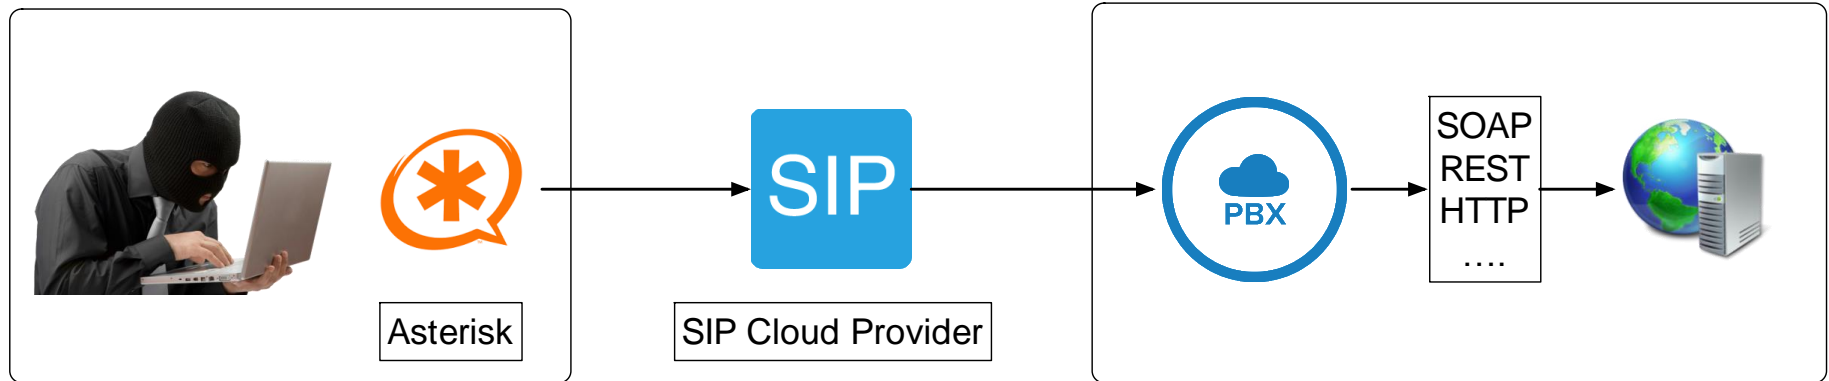 SIP
PBX
SOAP
REST
HTTP
....
Asterisk
SIP Cloud Provider